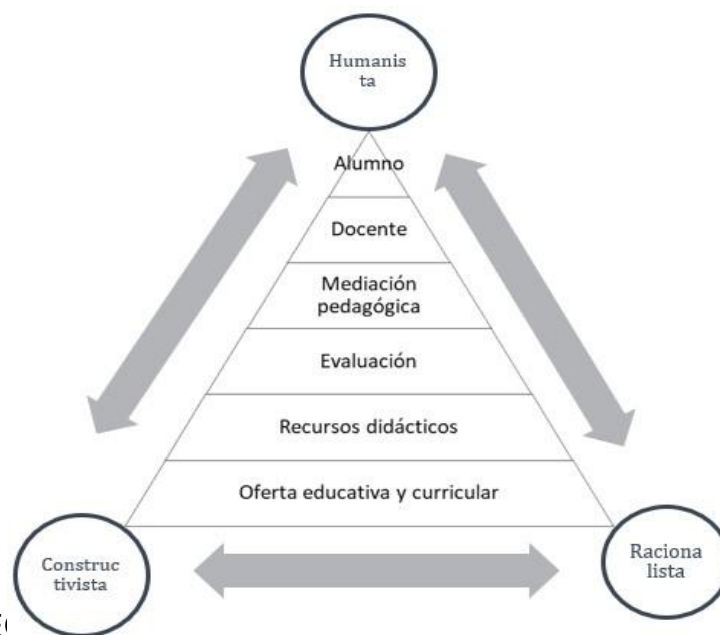 Humanis
ta
Alumno
Docente
Mediación
pedagógica
Evaluación
Recursos didácticos
Oferta educativa y curricular
Construc
tivista
Raciona
lista